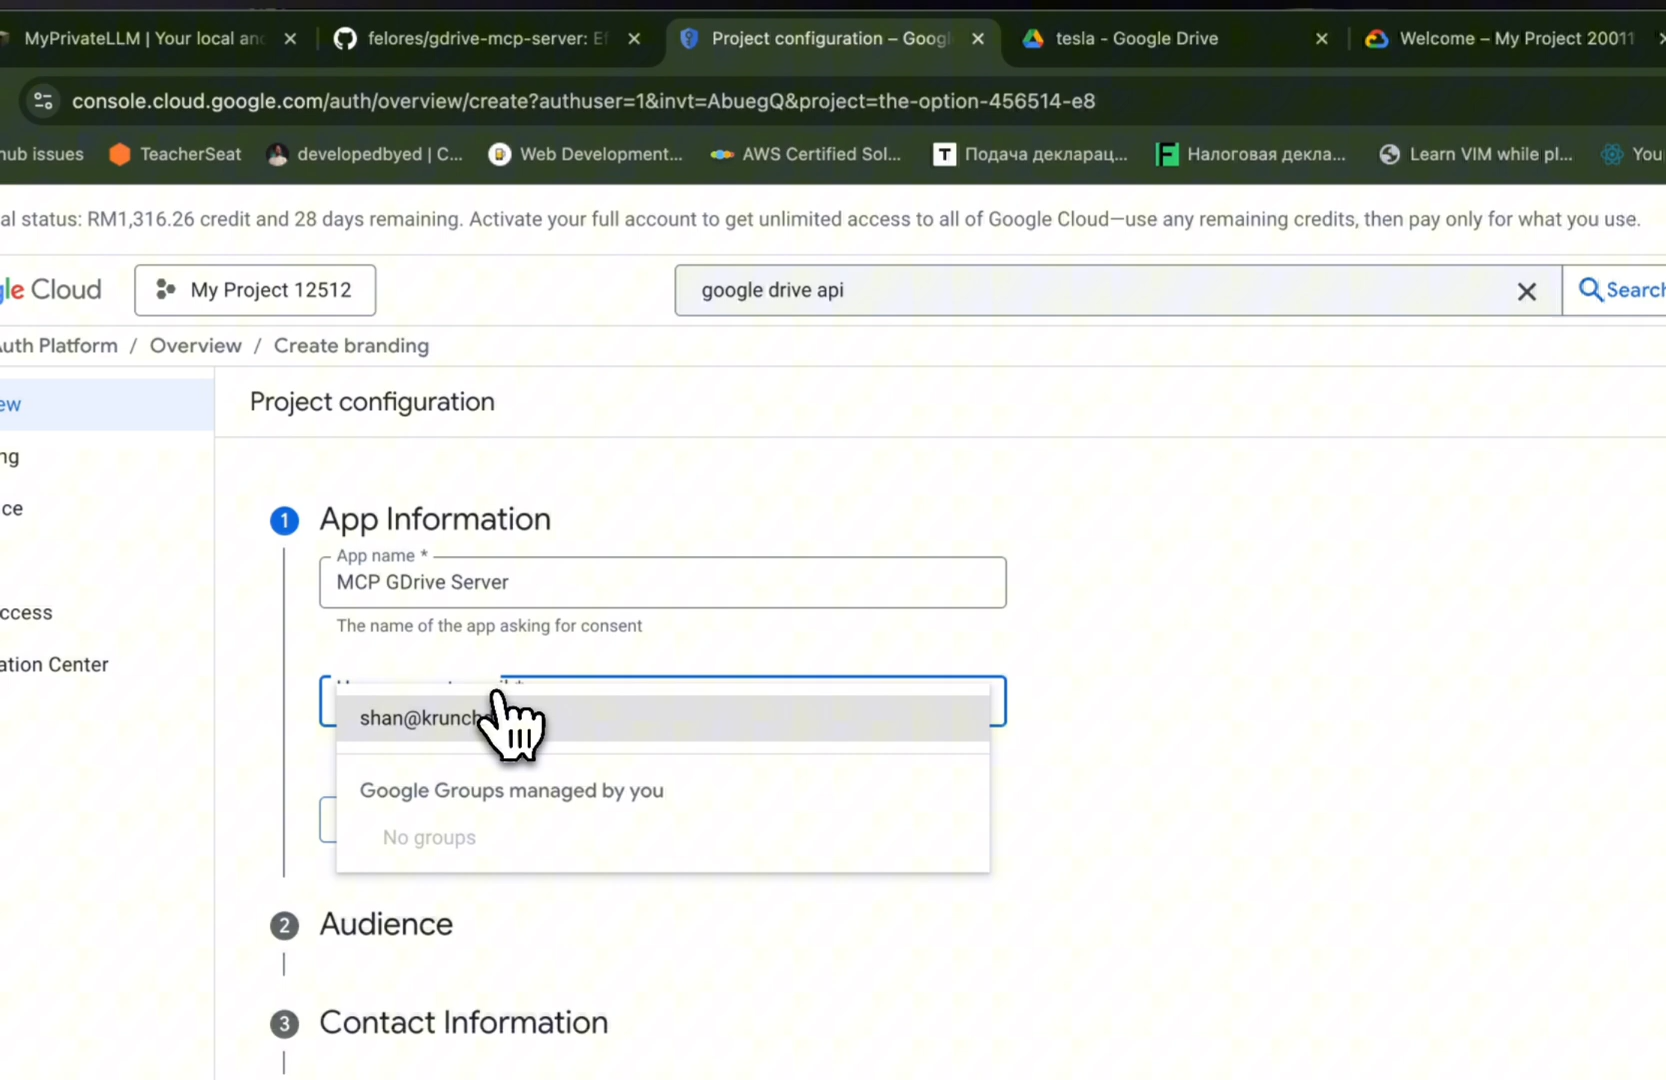 MyPrivateLLM | Your local an
felores/gdrive-mcp-server: Ef
Project configuration – Googl
tesla - Google Drive
Welcome – My Project 20011
console.cloud.google.com/auth/overview/create?authuser=1&invt=AbuegQ&project=the-option-456514-e8
hub issues
TeacherSeat
developedbyed | C...
Web Development...
AWS Certified Sol...
T Подача декларац...
F Налоговая декла...
Learn VIM while pl...
You
al status: RM1,316.26 credit and 28 days remaining. Activate your full account to get unlimited access to all of Google Cloud—use any remaining credits, then pay only for what you use.
gle Cloud
My Project 12512
google drive api
Search
Auth Platform / Overview / Create branding
ew
Project configuration
ng
ce
ccess
ation Center
1 App Information
App name *
MCP GDrive Server
The name of the app asking for consent
shan@krunch
Google Groups managed by you
No groups
2 Audience
3 Contact Information